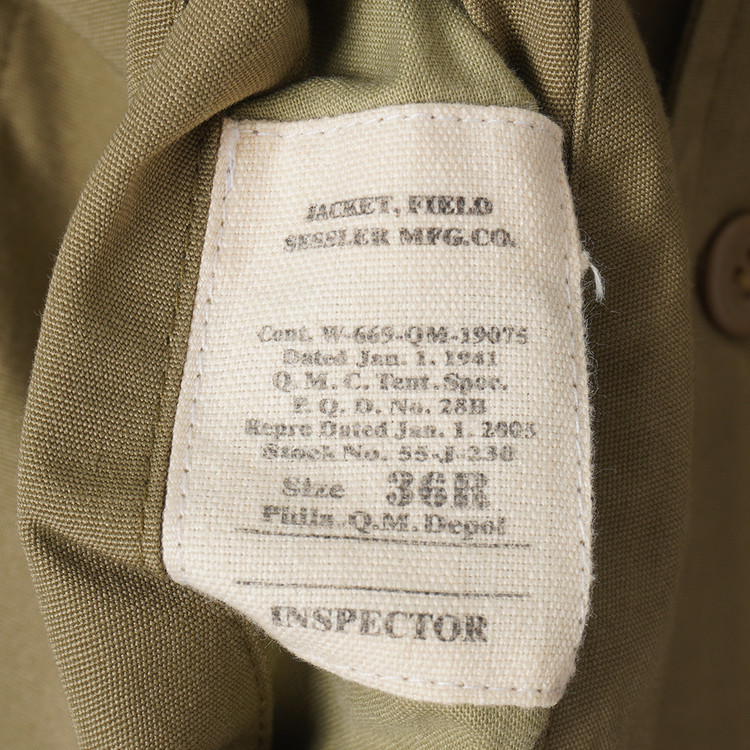 JACKET, FIELD
SESSLER MFG.CO.
Cont. W-669-QM-19075
Dated Jan. 1. 1941
Q. M. C. Tent. Spec.
P. Q. D. No. 28B
Repro Dated Jan. 1. 2005
Stock No. 55-J-230
Size 36R
Phila. Q.M. Depot
INSPECTOR